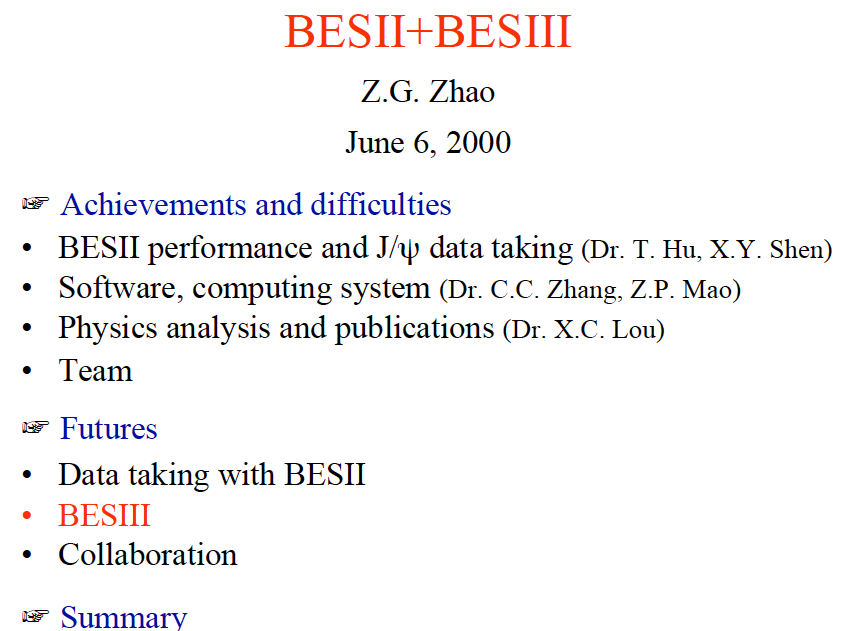 BESII+BESIII
Z.G. Zhao
June 6, 2000
☞ Achievements and difficulties
• BESII performance and J/ψ data taking (Dr. T. Hu, X.Y. Shen)
• Software, computing system (Dr. C.C. Zhang, Z.P. Mao)
• Physics analysis and publications (Dr. X.C. Lou)
• Team
☞ Futures
• Data taking with BESII
• BESIII
• Collaboration
☞ Summary